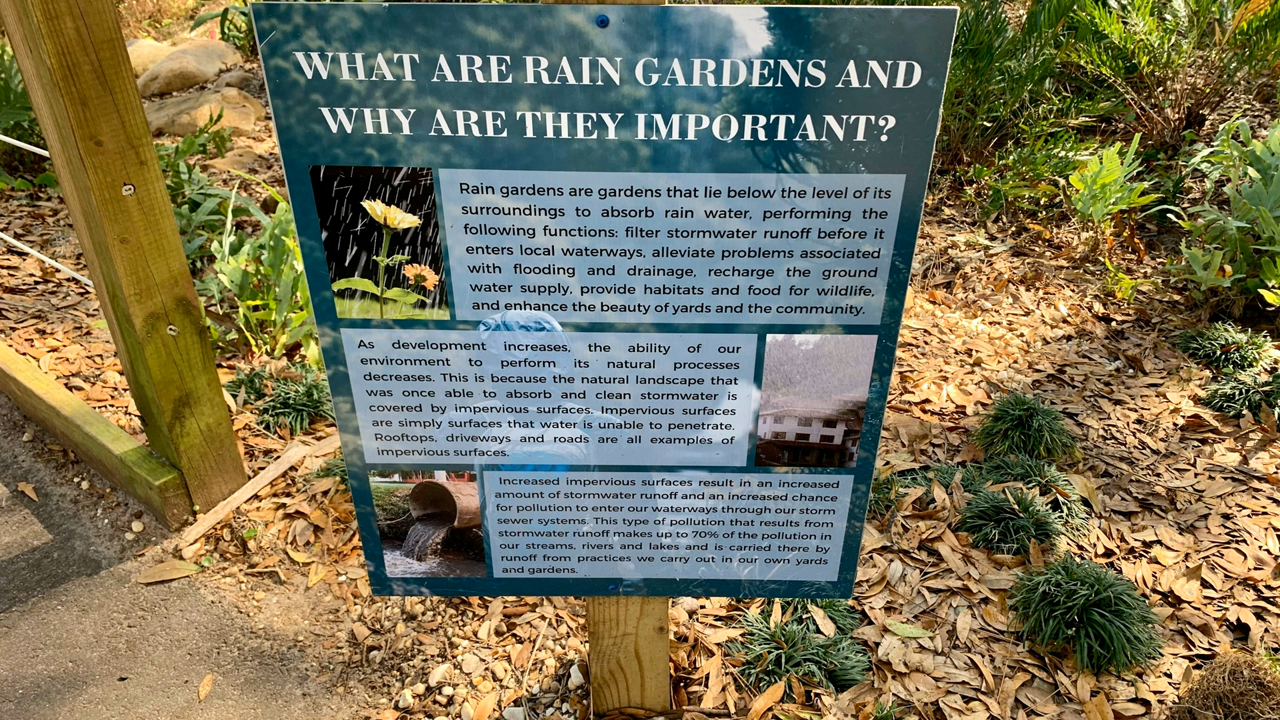 WHAT ARE RAIN GARDENS AND
WHY ARE THEY IMPORTANT?
Rain gardens are gardens that lie below the level of its
surroundings to absorb rain water, performing the
following functions: filter stormwater runoff before it
enters local waterways, alleviate problems associated
with flooding and drainage, recharge the ground
water supply, provide habitats and food for wildlife,
and enhance the beauty of yards and the community.
As development increases, the ability of our
environment to perform its natural processes
decreases. This is because the natural landscape that
was once able to absorb and clean stormwater is
covered by impervious surfaces. Impervious surfaces
are simply surfaces that water is unable to penetrate.
Rooftops, driveways and roads are all examples of
impervious surfaces.
Increased impervious surfaces result in an increased
amount of stormwater runoff and an increased chance
for pollution to enter our waterways through our storm
sewer systems. This type of pollution that results from
stormwater runoff makes up to 70% of the pollution in
our streams, rivers and lakes and is carried there by
runoff from practices we carry out in our own yards
and gardens.